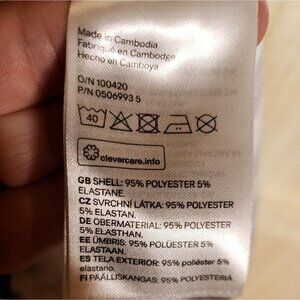 Made in Cambodia
Fabriqué en Cambodge
Hecho en Camboya
O/N 100420
P/N 0506993 5
40
clevercare.info
GB SHELL: 95% POLYESTER 5%
ELASTANE.
CZ SVRCHNÍ LÁTKA: 95% POLYESTER
5% ELASTAN.
DE OBERMATERIAL: 95% POLYESTER
5% ELASTHAN.
EE ÜMBRIS: 95% POLÜESTER 5%
ELASTAAN.
ES TELA EXTERIOR: 95% poliéster 5%
elastano.
FI PÄÄLLISKANGAS: 95% POLYESTERIA